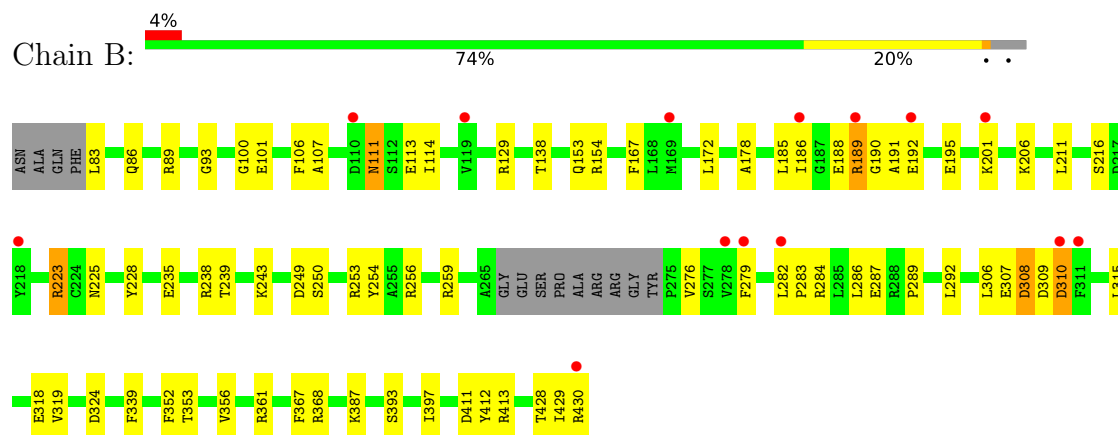 4%
Chain B:
74% 20% • •
ASN ALA GLN PHE L83 Q86 R89 G93 G100 E101 F106 A107 D110 N111 S112 E113 I114 V119 R129 T138 Q153 R154 F167 L168 M169 L172 A178 L185 I186 G187 E188 R189 G190 A191 E192 E195 K201 K206 L211 S216 D217
Y218 R223 C224 N225 Y228 E235 R238 T239 K243 D249 S250 R253 Y254 A255 R256 R259 A265 GLY GLU SER PRO ALA ARG ARG GLY TYR P275 V276 S277 V278 F279 L282 P283 R284 L285 L286 E287 R288 P289 L292 L306 E307 D308 D309 D310 F311 L315
E318 V319 D324 F339 F352 T353 V356 R361 F367 R368 K387 S393 I397 D411 Y412 R413 T428 I429 R430